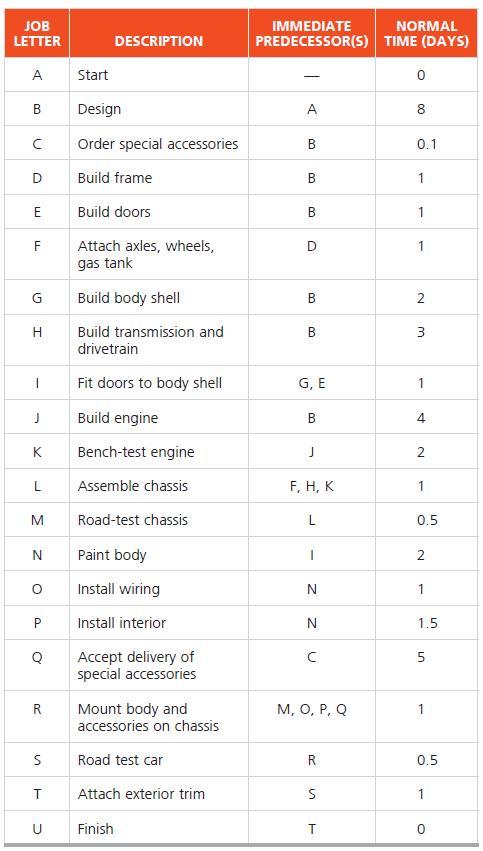 JOB LETTER DESCRIPTION IMMEDIATE PREDECESSOR(S) NORMAL TIME (DAYS)
A Start — 0
B Design A 8
C Order special accessories B 0.1
D Build frame B 1
E Build doors B 1
F Attach axles, wheels, D 1
gas tank
G Build body shell B 2
H Build transmission and B 3
drivetrain
I Fit doors to body shell G, E 1
J Build engine B 4
K Bench-test engine J 2
L Assemble chassis F, H, K 1
M Road-test chassis L 0.5
N Paint body I 2
O Install wiring N 1
P Install interior N 1.5
Q Accept delivery of C 5
special accessories
R Mount body and M, O, P, Q 1
accessories on chassis
S Road test car R 0.5
T Attach exterior trim S 1
U Finish T 0